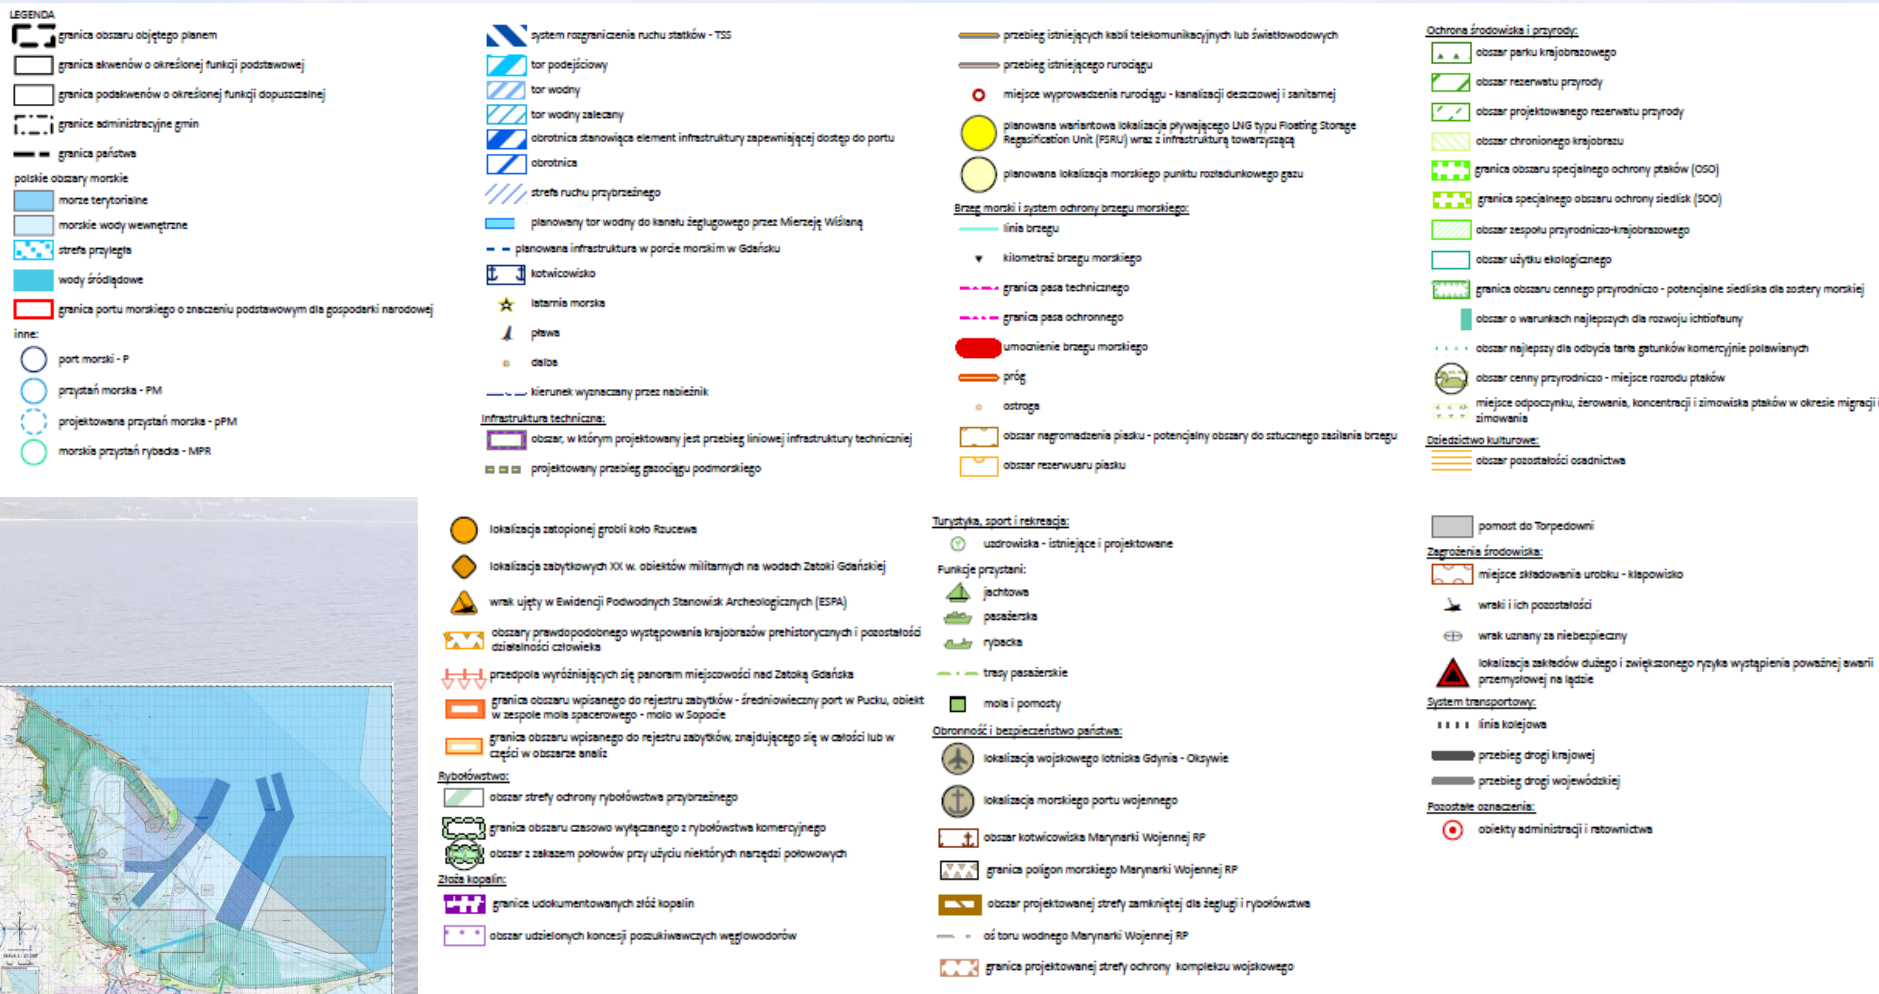 LEGENDA
granica obszaru objętego planem
granica akwenów o określonej funkcji podstawowej
granica podakwenów o określonej funkcji dopuszczalnej
granice administracyjne gmin
granica państwa
polskie obszary morskie
morze terytorialne
morskie wody wewnętrzne
strefa przyległa
wody śródlądowe
granica portu morskiego o znaczeniu podstawowym dla gospodarki narodowej
inne:
port morski - P
przystań morska - PM
projektowana przystań morska - pPM
morska przystań rybacka - MPR
system rozgraniczenia ruchu statków - TSS
tor podejściowy
tor wodny
tor wodny zalecany
obrotnica stanowiąca element infrastruktury zapewniającej dostęp do portu
obrotnica
strefa ruchu przybrzeżnego
planowany tor wodny do kanału żeglugowego przez Mierzeję Wiślaną
planowana infrastruktura w porcie morskim w Gdańsku
kotwicowisko
latarnia morska
pława
dalba
kierunek wyznaczany przez nabieżnik
Infrastruktura techniczna:
obszar, w którym projektowany jest przebieg liniowej infrastruktury techniczniej
projektowany przebieg gazociągu podmorskiego
przebieg istniejących kabli telekomunikacyjnych lub światłowodowych
przebieg istniejącego rurociągu
miejsce wyprowadzenia rurociągu - kanalizacji deszczowej i sanitarnej
planowana wariantowa lokalizacja pływającego LNG typu Floating Storage
Regasification Unit (FSRU) wraz z infrastrukturą towarzyszącą
planowana lokalizacja morskiego punktu rozładunkowego gazu
Brzeg morski i system ochrony brzegu morskiego:
linia brzegu
kilometraż brzegu morskiego
granica pasa technicznego
granica pasa ochronnego
umocnienie brzegu morskiego
próg
ostroga
obszar nagromadzenia piasku - potencjalny obszary do sztucznego zasilania brzegu
obszar rezerwuaru piasku
Ochrona środowiska i przyrody:
obszar parku krajobrazowego
obszar rezerwatu przyrody
obszar projektowanego rezerwatu przyrody
obszar chronionego krajobrazu
granica obszaru specjalnego ochrony ptaków (OSO)
granica specjalnego obszaru ochrony siedlisk (SOO)
obszar zespołu przyrodniczo-krajobrazowego
obszar użytku ekologicznego
granica obszaru cennego przyrodniczo - potencjalne siedliska dla zostery morskiej
obszar o warunkach najlepszych dla rozwoju ichtiofauny
obszar najlepszy dla odbycia tarła gatunków komercyjnie poławianych
obszar cenny przyrodniczo - miejsce rozrodu ptaków
miejsce odpoczynku, żerowania, koncentracji i zimowiska ptaków w okresie migracji i
zimowania
Dziedzictwo kulturowe:
obszar pozostałości osadnictwa
lokalizacja zatopionej grobli koło Rzucewa
lokalizacja zabytkowych XX w. obiektów militarnych na wodach Zatoki Gdańskiej
wrak ujęty w Ewidencji Podwodnych Stanowisk Archeologicznych (ESPA)
obszary prawdopodobnego występowania krajobrazów prehistorycznych i pozostałości
działalności człowieka
przedpola wyróżniających się panoram miejscowości nad Zatoką Gdańska
granica obszaru wpisanego do rejestru zabytków - średniowieczny port w Pucku, obiekt
w zespole mola spacerowego - molo w Sopocie
granica obszaru wpisanego do rejestru zabytków, znajdującego się w całości lub w
części w obszarze analiz
Rybołówstwo:
obszar strefy ochrony rybołówstwa przybrzeżnego
granica obszaru czasowo wyłączanego z rybołówstwa komercyjnego
obszar z zakazem połowów przy użyciu niektórych narzędzi połowowych
Złoża kopalin:
granice udokumentowanych złóż kopalin
obszar udzielonych koncesji poszukiwawczych węglowodorów
Turystyka, sport i rekreacja:
uzdrowiska - istniejące i projektowane
Funkcje przystani:
jachtowa
pasażerska
rybacka
trasy pasażerskie
mola i pomosty
Obronność i bezpieczeństwo państwa:
lokalizacja wojskowego lotniska Gdynia - Oksywie
lokalizacja morskiego portu wojennego
obszar kotwicowiska Marynarki Wojennej RP
granica poligon morskiego Marynarki Wojennej RP
obszar projektowanej strefy zamkniętej dla żeglugi i rybołówstwa
oś toru wodnego Marynarki Wojennej RP
granica projektowanej strefy ochrony kompleksu wojskowego
pomost do Torpedowni
Zagrożenia środowiska:
miejsce składowania urobku - klapowisko
wraki i ich pozostałości
wrak uznany za niebezpieczny
lokalizacja zakładów dużego i zwiększonego ryzyka wystąpienia poważnej awarii
przemysłowej na lądzie
System transportowy:
linia kolejowa
przebieg drogi krajowej
przebieg drogi wojewódzkiej
Pozostałe oznaczenia:
obiekty administracji i ratownictwa